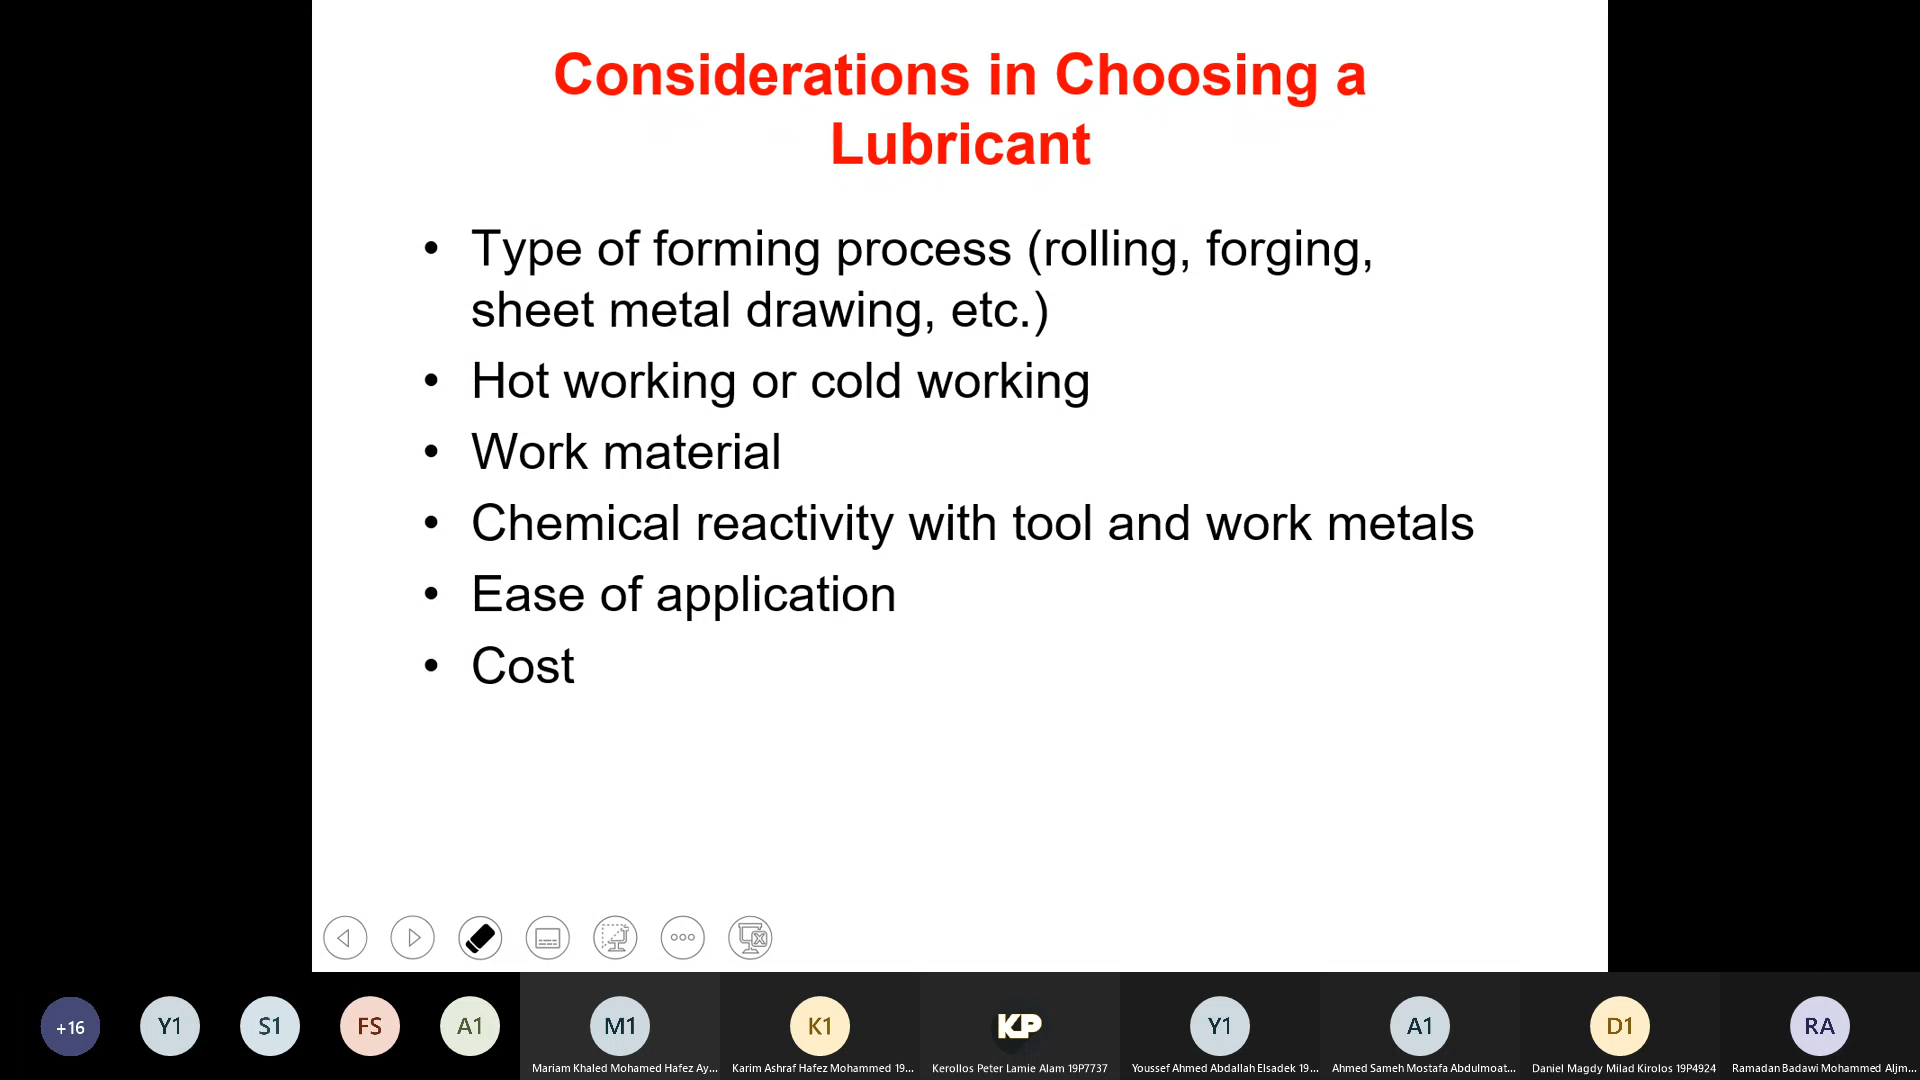 Considerations in Choosing a
Lubricant
• Type of forming process (rolling, forging,
sheet metal drawing, etc.)
• Hot working or cold working
• Work material
• Chemical reactivity with tool and work metals
• Ease of application
• Cost
+16
Y1
S1
FS
A1
M1
K1
KP
Y1
A1
D1
RA
Mariam Khaled Mohamed Hafez Ay...
Karim Ashraf Hafez Mohammed 19...
Kerollos Peter Lamie Alam 19P7737
Youssef Ahmed Abdallah Elsadek 19...
Ahmed Sameh Mostafa Abdulmoat...
Daniel Magdy Milad Kirolos 19P4924
Ramadan Badawi Mohammed Aljm...